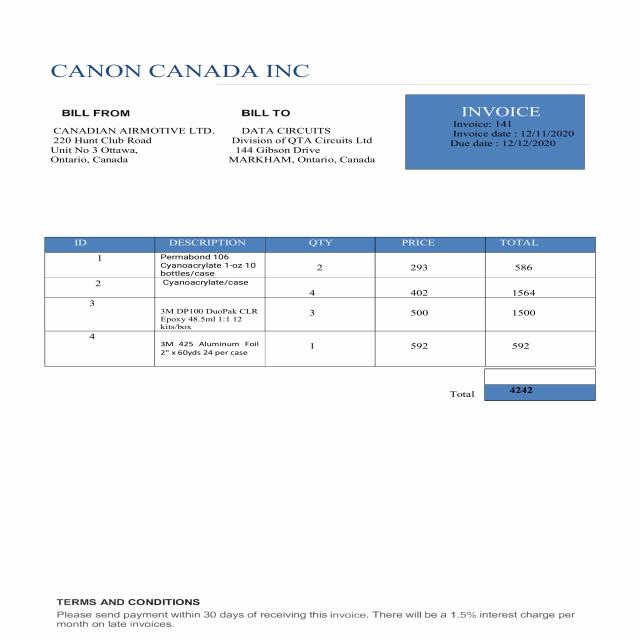 CANON CANADA INC
BILL FROM
CANADIAN AIRMOTIVE LTD.
220 Hunt Club Road
Unit No 3 Ottawa,
Ontario, Canada
BILL TO
DATA CIRCUITS
Division of QTA Circuits Ltd
144 Gibson Drive
MARKHAM, Ontario, Canada
INVOICE
Invoice: 141
Invoice date : 12/11/2020
Due date : 12/12/2020
ID DESCRIPTION QTY PRICE TOTAL
1 Permabond 106
Cyanoacrylate 1-oz 10
bottles/case 2 293 586
2 Cyanoacrylate/case 4 402 1564
3 3M DP100 DuoPak CLR
Epoxy 48.5ml 1:1 12
kits/box 3 500 1500
4 3M 425 Aluminum Foil
2" x 60yds 24 per case 1 592 592
Total 4242
TERMS AND CONDITIONS
Please send payment within 30 days of receiving this invoice. There will be a 1.5% interest charge per
month on late invoices.